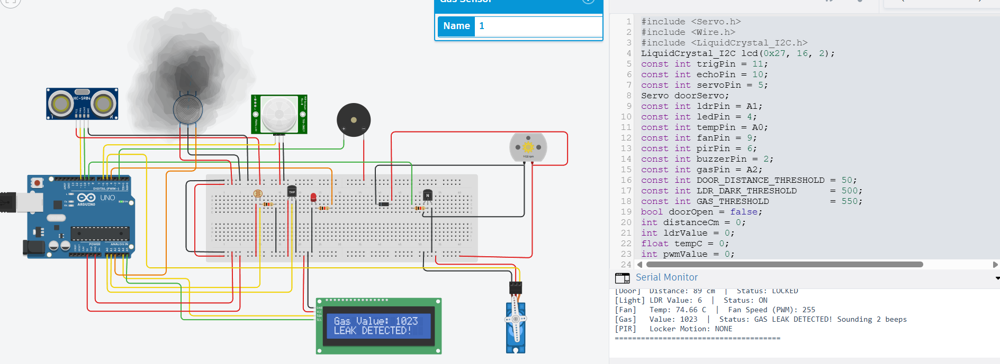 Gas Sensor
Name 1
HC-SR04
T
R
TMP
N
DIGITAL (PWM~)
UNO
ARDUINO
L
TX
RX
ON
POWER
ANALOG IN
GND
VCC
SDA
SCL
Gas Value: 1023
LEAK DETECTED!
1 #include <Servo.h>
2 #include <Wire.h>
3 #include <LiquidCrystal_I2C.h>
4 LiquidCrystal_I2C lcd(0x27, 16, 2);
5 const int trigPin = 11;
6 const int echoPin = 10;
7 const int servoPin = 5;
8 Servo doorServo;
9 const int ldrPin = A1;
10 const int ledPin = 4;
11 const int tempPin = A0;
12 const int fanPin = 9;
13 const int pirPin = 6;
14 const int buzzerPin = 2;
15 const int gasPin = A2;
16 const int DOOR_DISTANCE_THRESHOLD = 50;
17 const int LDR_DARK_THRESHOLD = 500;
18 const int GAS_THRESHOLD = 550;
19 bool doorOpen = false;
20 int distanceCm = 0;
21 int ldrValue = 0;
22 float tempC = 0;
23 int pwmValue = 0;
24
Serial Monitor
[Door] Distance: 89 cm | Status: LOCKED
[Light] LDR Value: 6 | Status: ON
[Fan] Temp: 74.66 C | Fan Speed (PWM): 255
[Gas] Value: 1023 | Status: GAS LEAK DETECTED! Sounding 2 beeps
[PIR] Locker Motion: NONE
======================================